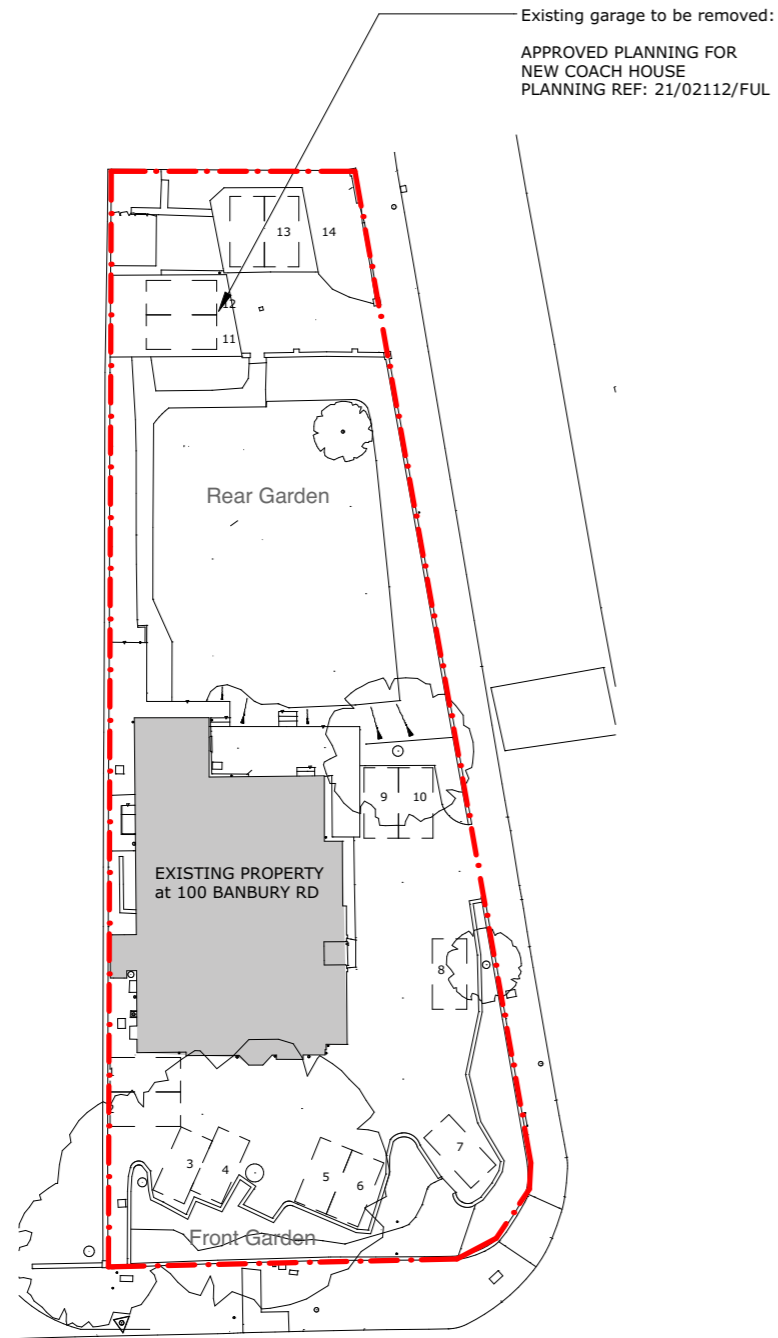 Existing garage to be removed:
APPROVED PLANNING FOR
NEW COACH HOUSE
PLANNING REF: 21/02112/FUL
13
14
12
11
Rear Garden
9
10
EXISTING PROPERTY
at 100 BANBURY RD
8
1
2
7
3
4
5
6
Front Garden